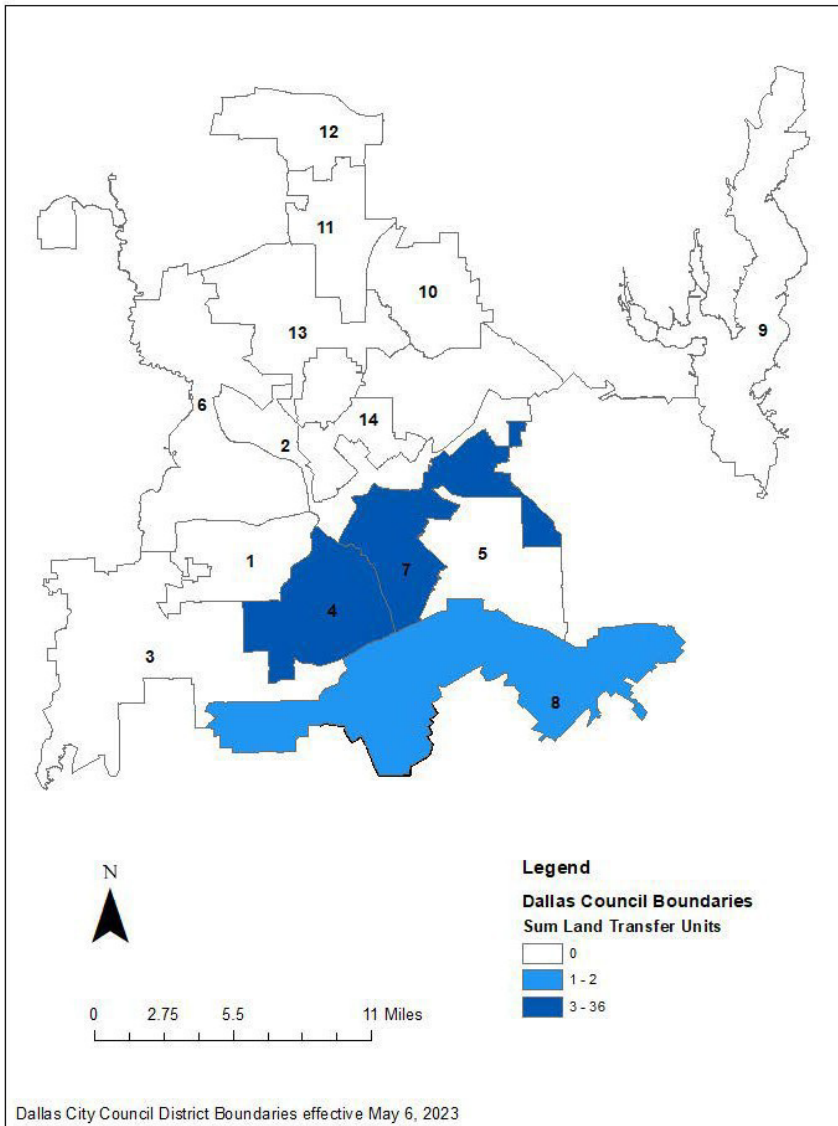 12
11
10
13
9
6
14
2
1
5
7
4
3
8
N
0 2.75 5.5 11 Miles
Legend
Dallas Council Boundaries
Sum Land Transfer Units
0
1 - 2
3 - 36
Dallas City Council District Boundaries effective May 6, 2023